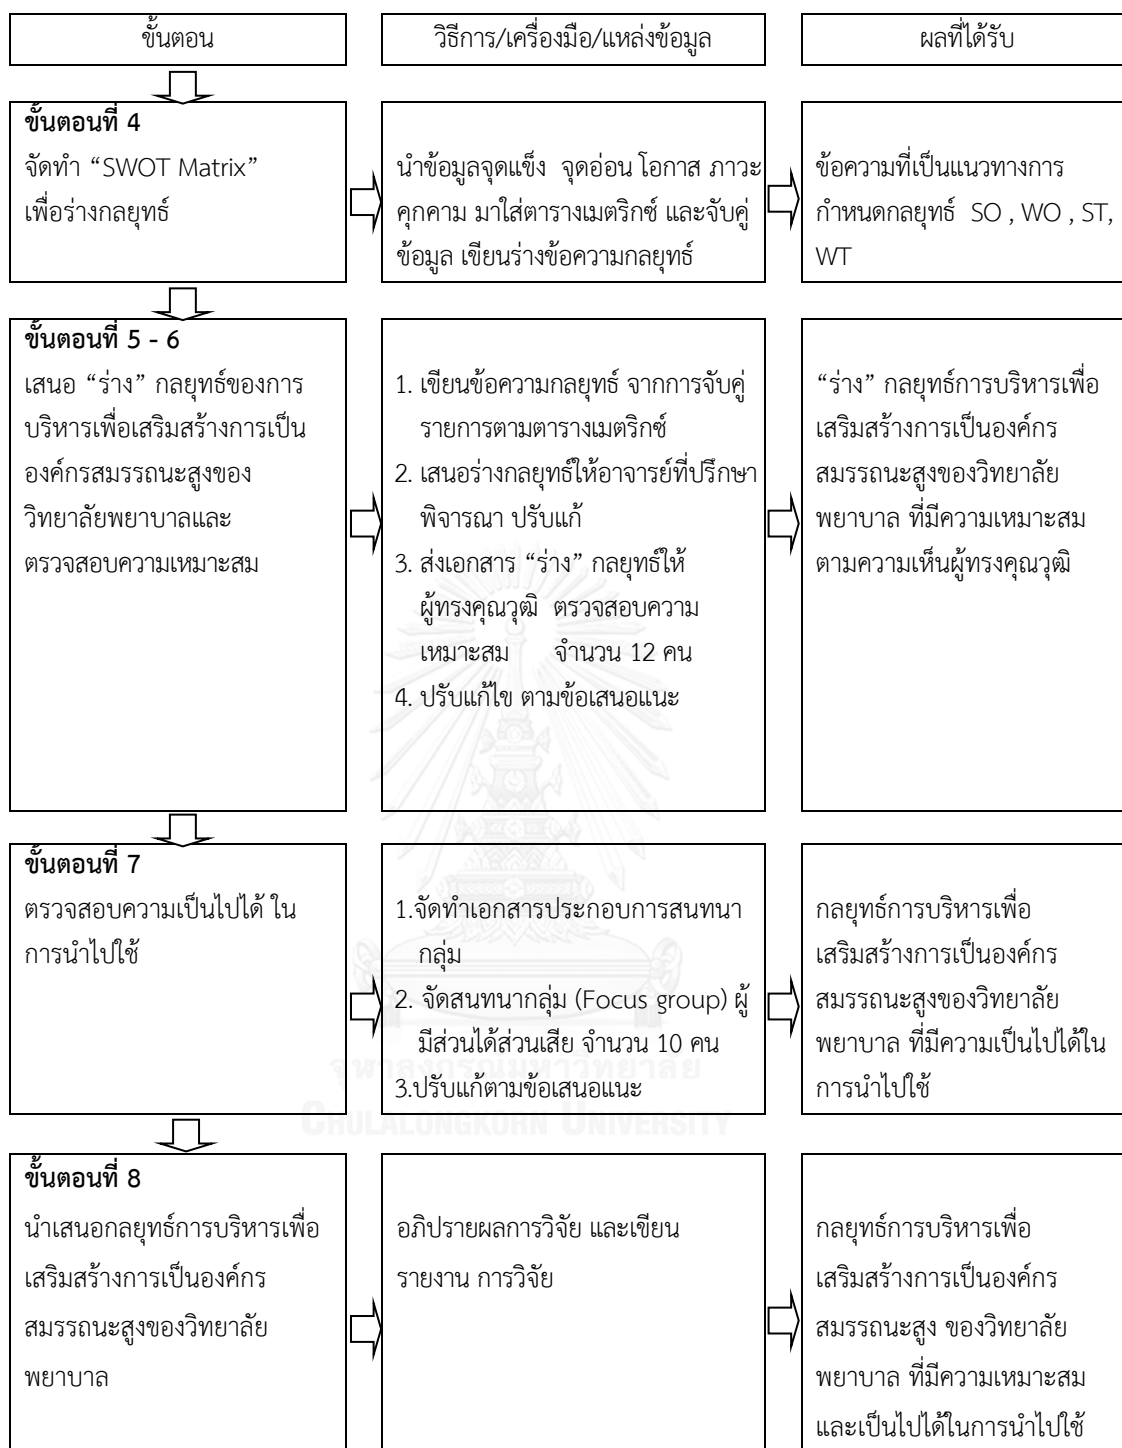 ขั้นตอน
วิธีการ/เครื่องมือ/แหล่งข้อมูล
ผลที่ได้รับ
ขั้นตอนที่ 4
จัดทำ “SWOT Matrix”
เพื่อร่างกลยุทธ์
นำข้อมูลจุดแข็ง จุดอ่อน โอกาส ภาวะ
คุกคาม มาใส่ตารางเมตริกซ์ และจับคู่
ข้อมูล เขียนร่างข้อความกลยุทธ์
ข้อความที่เป็นแนวทางการ
กำหนดกลยุทธ์ SO , WO , ST,
WT
ขั้นตอนที่ 5 - 6
เสนอ “ร่าง” กลยุทธ์ของการ
บริหารเพื่อเสริมสร้างการเป็น
องค์กรสมรรถนะสูงของ
วิทยาลัยพยาบาลและ
ตรวจสอบความเหมาะสม
1. เขียนข้อความกลยุทธ์ จากการจับคู่
รายการตามตารางเมตริกซ์
2. เสนอร่างกลยุทธ์ให้อาจารย์ที่ปรึกษา
พิจารณา ปรับแก้
3. ส่งเอกสาร “ร่าง” กลยุทธ์ให้
ผู้ทรงคุณวุฒิ ตรวจสอบความ
เหมาะสม จำนวน 12 คน
4. ปรับแก้ไข ตามข้อเสนอแนะ
“ร่าง” กลยุทธ์การบริหารเพื่อ
เสริมสร้างการเป็นองค์กร
สมรรถนะสูงของวิทยาลัย
พยาบาล ที่มีความเหมาะสม
ตามความเห็นผู้ทรงคุณวุฒิ
ขั้นตอนที่ 7
ตรวจสอบความเป็นไปได้ ใน
การนำไปใช้
1.จัดทำเอกสารประกอบการสนทนา
กลุ่ม
2. จัดสนทนากลุ่ม (Focus group) ผู้
มีส่วนได้ส่วนเสีย จำนวน 10 คน
3.ปรับแก้ตามข้อเสนอแนะ
กลยุทธ์การบริหารเพื่อ
เสริมสร้างการเป็นองค์กร
สมรรถนะสูงของวิทยาลัย
พยาบาล ที่มีความเป็นไปได้ใน
การนำไปใช้
จุฬาลงกรณ์มหาวิทยาลัย
CHULALONGKORN UNIVERSITY
ขั้นตอนที่ 8
นำเสนอกลยุทธ์การบริหารเพื่อ
เสริมสร้างการเป็นองค์กร
สมรรถนะสูงของวิทยาลัย
พยาบาล
อภิปรายผลการวิจัย และเขียน
รายงาน การวิจัย
กลยุทธ์การบริหารเพื่อ
เสริมสร้างการเป็นองค์กร
สมรรถนะสูง ของวิทยาลัย
พยาบาล ที่มีความเหมาะสม
และเป็นไปได้ในการนำไปใช้